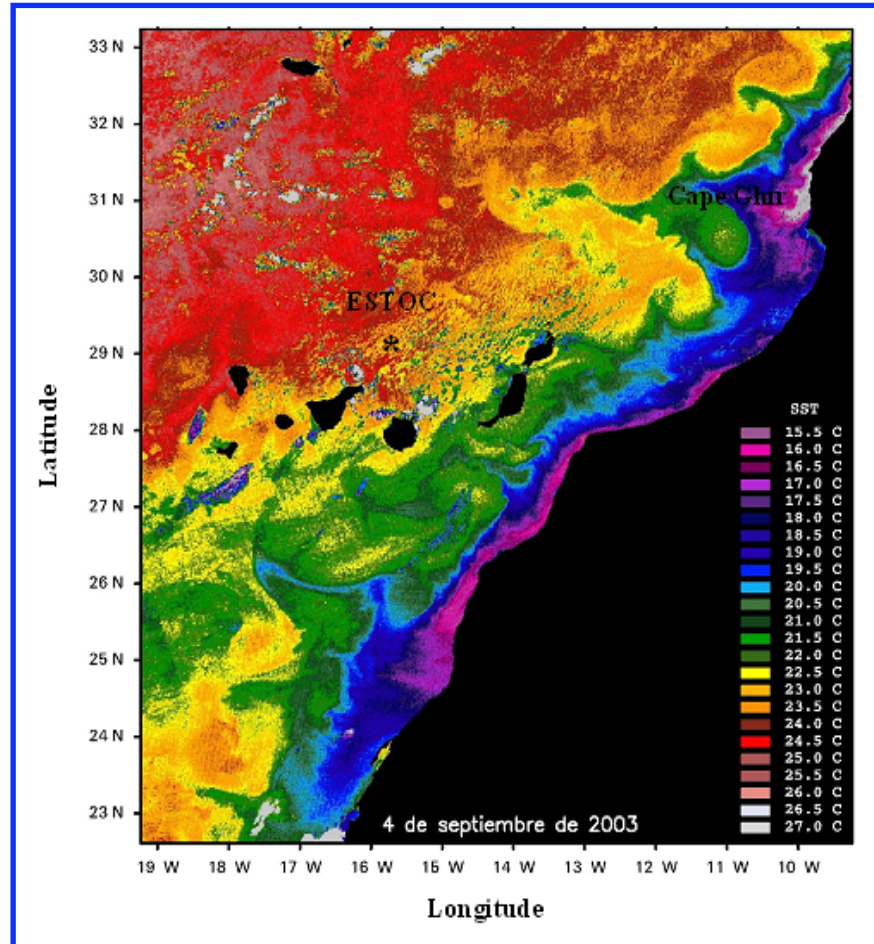 33 N
32 N
31 N
30 N
29 N
28 N
27 N
26 N
25 N
24 N
23 N
Latitude
Cape Ghir
ESTOC
*
SST
15.5 C
16.0 C
16.5 C
17.0 C
17.5 C
18.0 C
18.5 C
19.0 C
19.5 C
20.0 C
20.5 C
21.0 C
21.5 C
22.0 C
22.5 C
23.0 C
23.5 C
24.0 C
24.5 C
25.0 C
25.5 C
26.0 C
26.5 C
27.0 C
4 de septiembre de 2003
19 W 18 W 17 W 16 W 15 W 14 W 13 W 12 W 11 W 10 W
Longitude